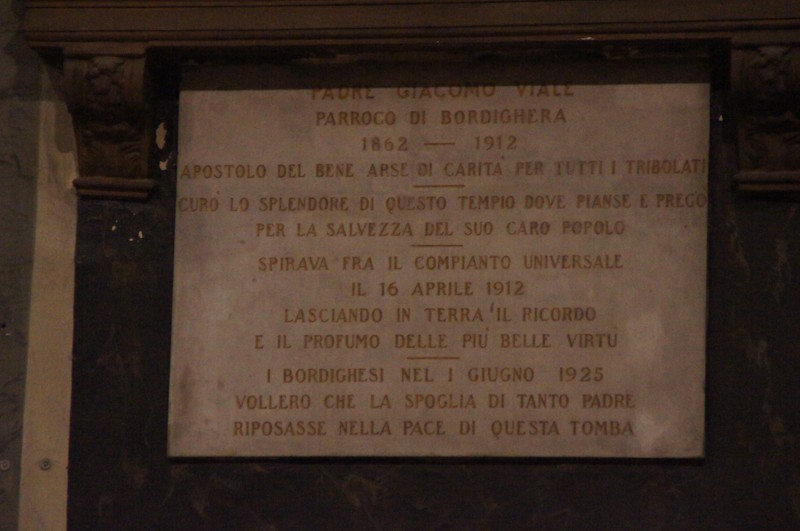 PADRE GIACOMO VIALE
PARROCO DI BORDIGHERA
1862 — 1912
APOSTOLO DEL BENE ARSE DI CARITA' PER TUTTI I TRIBOLATI
CURÒ LO SPLENDORE DI QUESTO TEMPIO DOVE PIANSE E PREGÒ
PER LA SALVEZZA DEL SUO CARO POPOLO
SPIRAVA FRA IL COMPIANTO UNIVERSALE
IL 16 APRILE 1912
LASCIANDO IN TERRA IL RICORDO
E IL PROFUMO DELLE PIÙ BELLE VIRTÙ
I BORDIGHESI NEL 1 GIUGNO 1925
VOLLERO CHE LA SPOGLIA DI TANTO PADRE
RIPOSASSE NELLA PACE DI QUESTA TOMBA